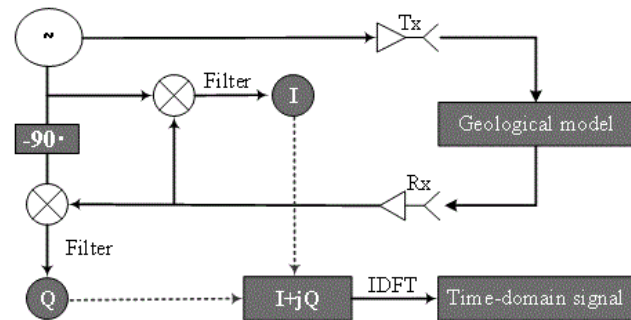 ~
Tx
Filter
I
-90·
Geological model
Rx
Filter
Q
I+jQ
IDFT
Time-domain signal